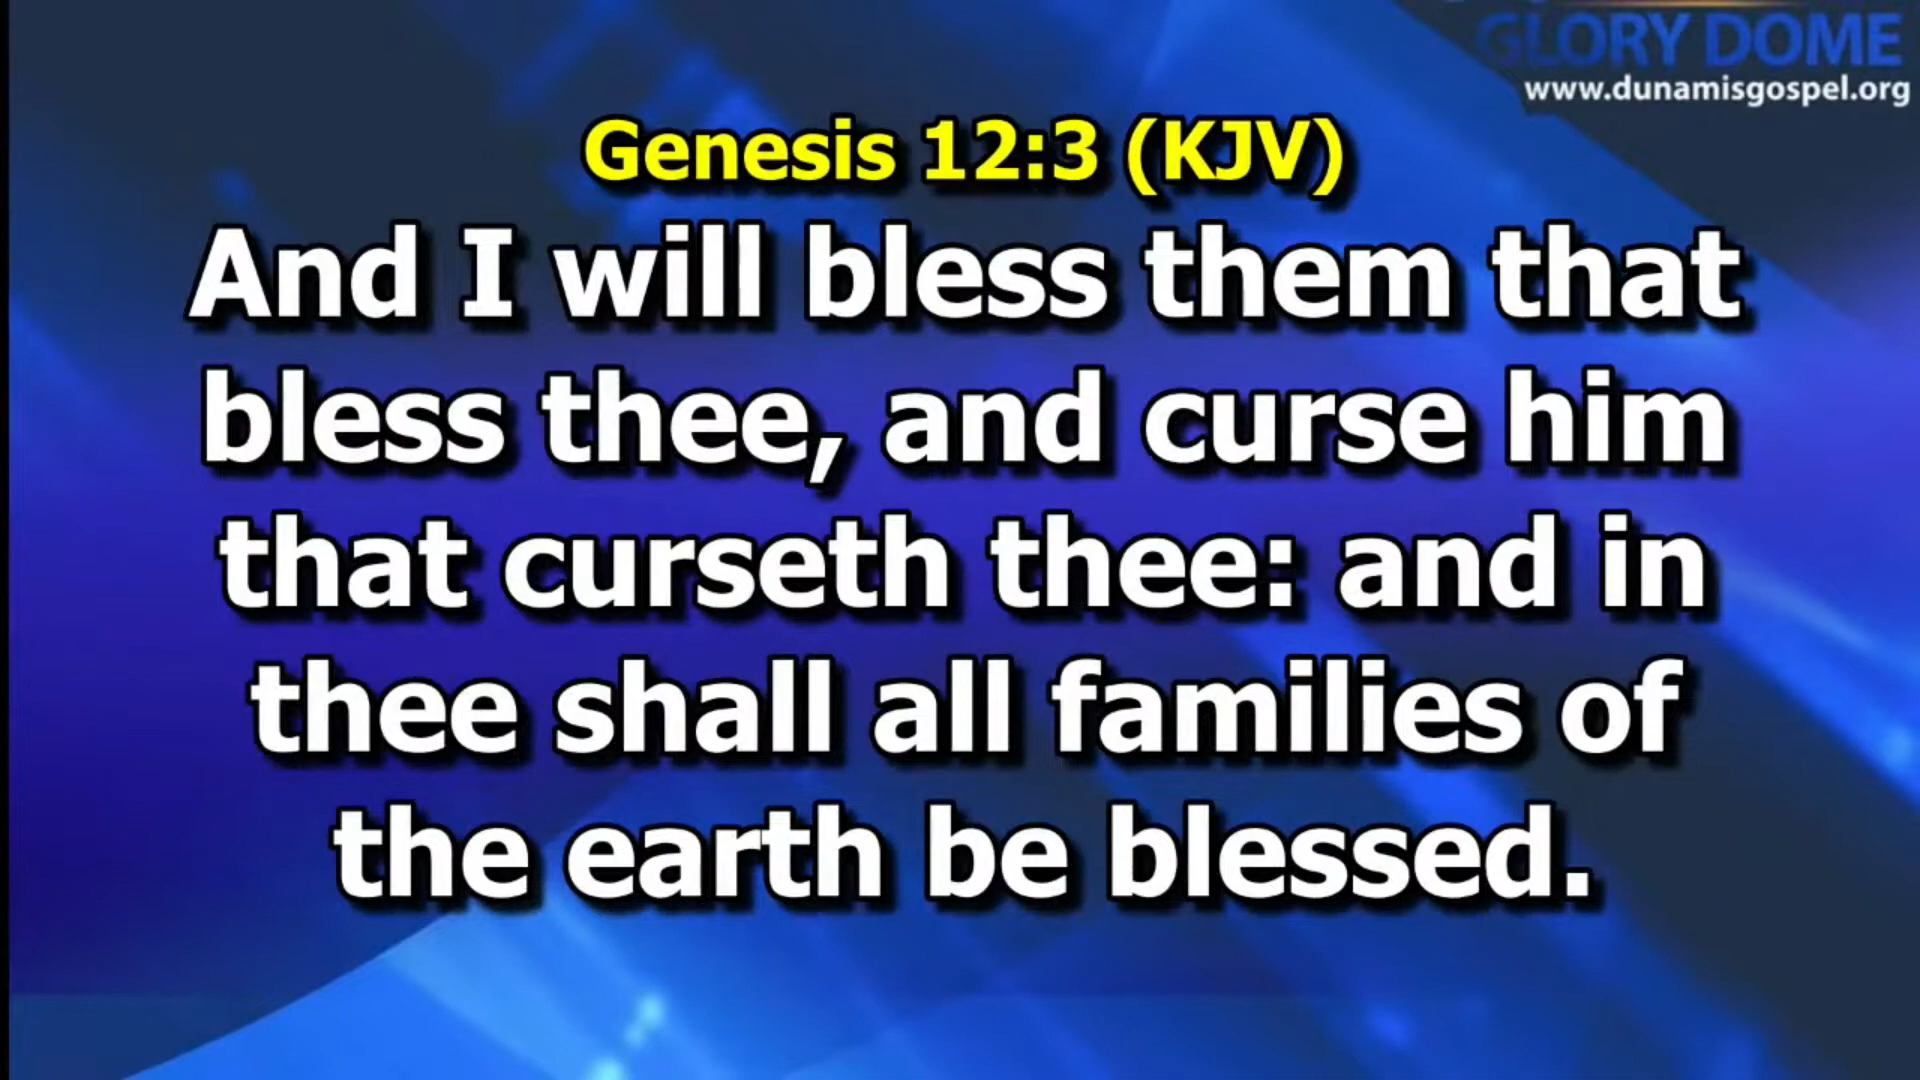 GLORY DOME
www.dunamisgospel.org
Genesis 12:3 (KJV)
And I will bless them that
bless thee, and curse him
that curseth thee: and in
thee shall all families of
the earth be blessed.